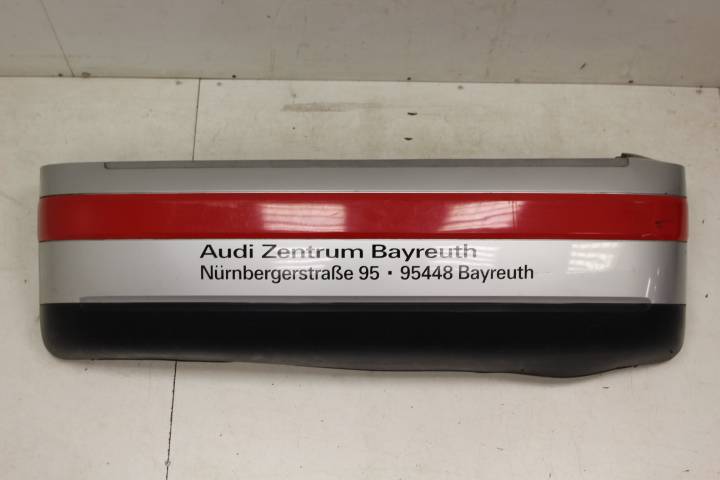 Audi Zentrum Bayreuth
Nürnbergerstraße 95 · 95448 Bayreuth